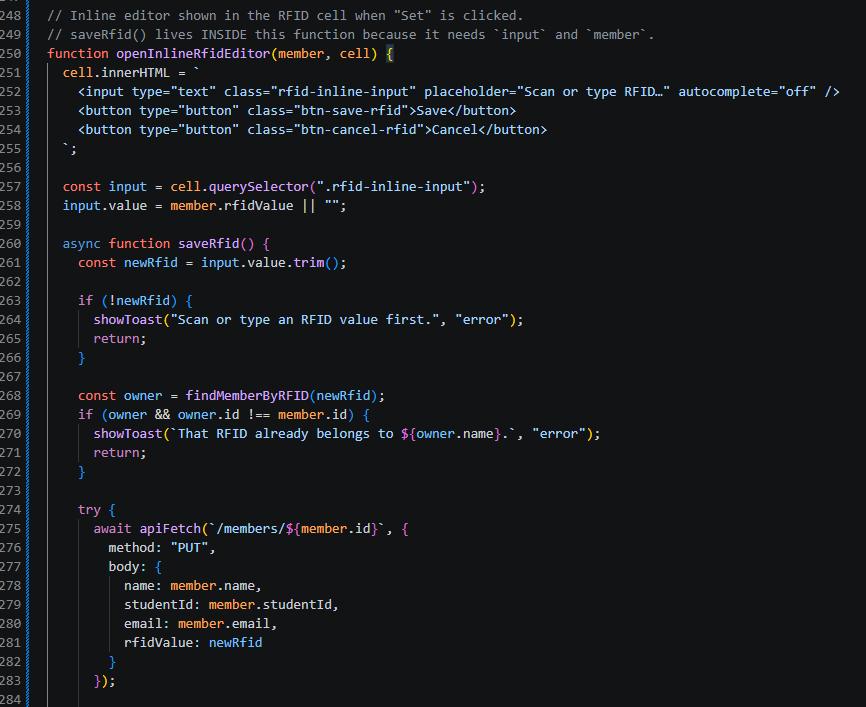 248 // Inline editor shown in the RFID cell when "Set" is clicked.
249 // saveRfid() lives INSIDE this function because it needs `input` and `member`.
250 function openInlineRfidEditor(member, cell) {
251 cell.innerHTML = `
252 <input type="text" class="rfid-inline-input" placeholder="Scan or type RFID…" autocomplete="off" />
253 <button type="button" class="btn-save-rfid">Save</button>
254 <button type="button" class="btn-cancel-rfid">Cancel</button>
255 `;
256
257 const input = cell.querySelector(".rfid-inline-input");
258 input.value = member.rfidValue || "";
259
260 async function saveRfid() {
261 const newRfid = input.value.trim();
262
263 if (!newRfid) {
264 showToast("Scan or type an RFID value first.", "error");
265 return;
266 }
267
268 const owner = findMemberByRFID(newRfid);
269 if (owner && owner.id !== member.id) {
270 showToast(`That RFID already belongs to ${owner.name}.`, "error");
271 return;
272 }
273
274 try {
275 await apiFetch(`/members/${member.id}`, {
276 method: "PUT",
277 body: {
278 name: member.name,
279 studentId: member.studentId,
280 email: member.email,
281 rfidValue: newRfid
282 }
283 });
284